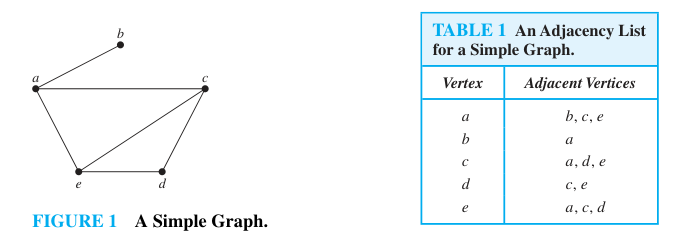 b
a
c
e
d
FIGURE 1 A Simple Graph.
TABLE 1 An Adjacency List
for a Simple Graph.
Vertex Adjacent Vertices
a b, c, e
b a
c a, d, e
d c, e
e a, c, d